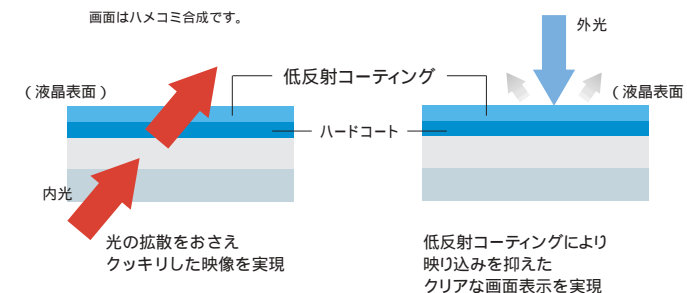 画面はハメコミ合成です。
外光
低反射コーティング
(液晶表面)
(液晶表面
ハードコート
内光
光の拡散をおさえ
クッキリした映像を実現
低反射コーティングにより
映り込みを抑えた
クリアな画面表示を実現